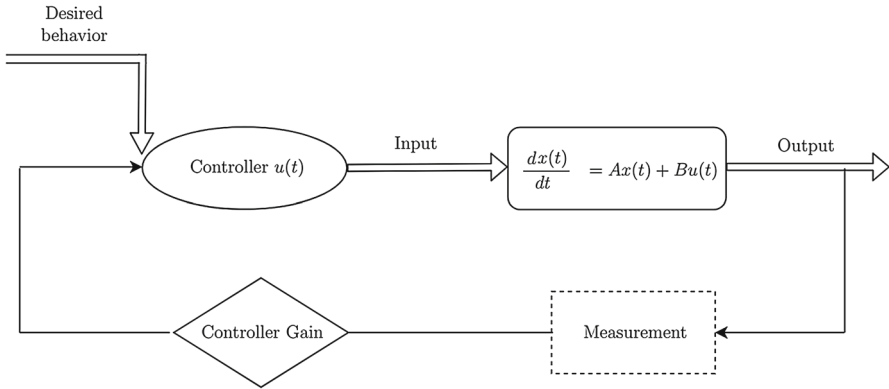 Desired
behavior
Input
Output
Controller u(t)
dx(t)
dt
= Ax(t) + Bu(t)
Controller Gain
Measurement